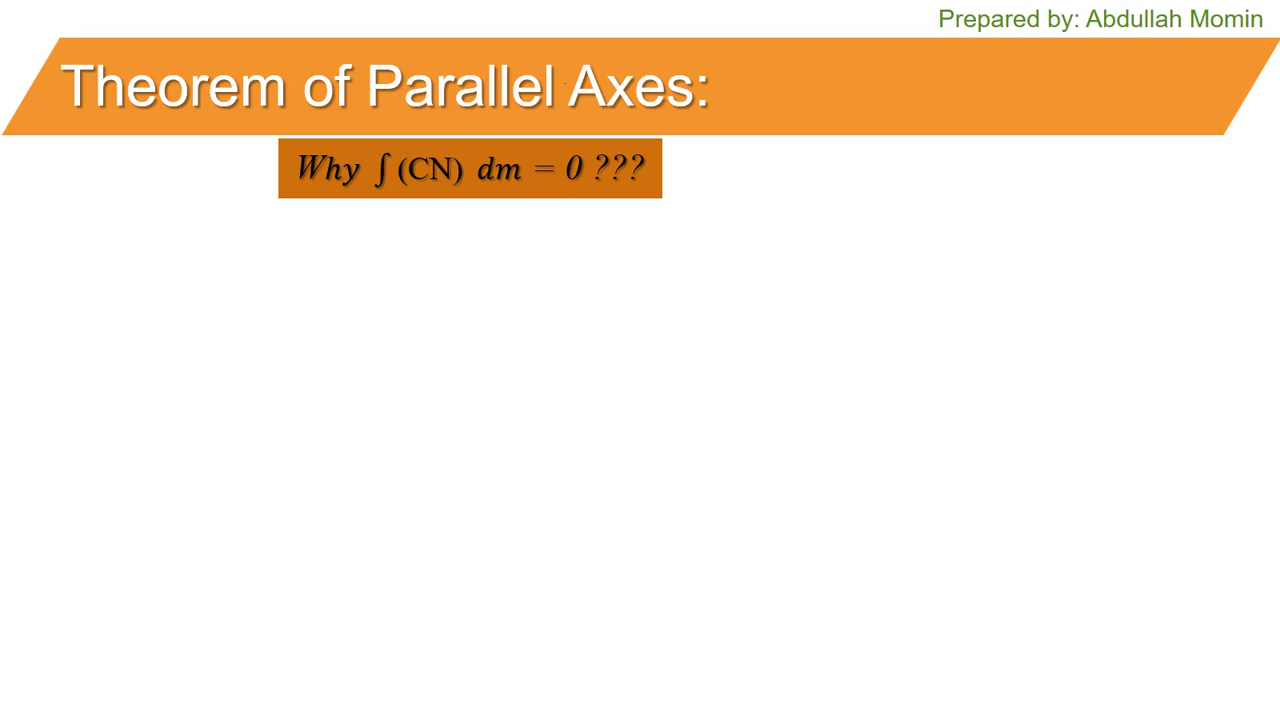 Prepared by: Abdullah Momin
Theorem of Parallel Axes:
Why ∫ (CN) dm = 0 ???